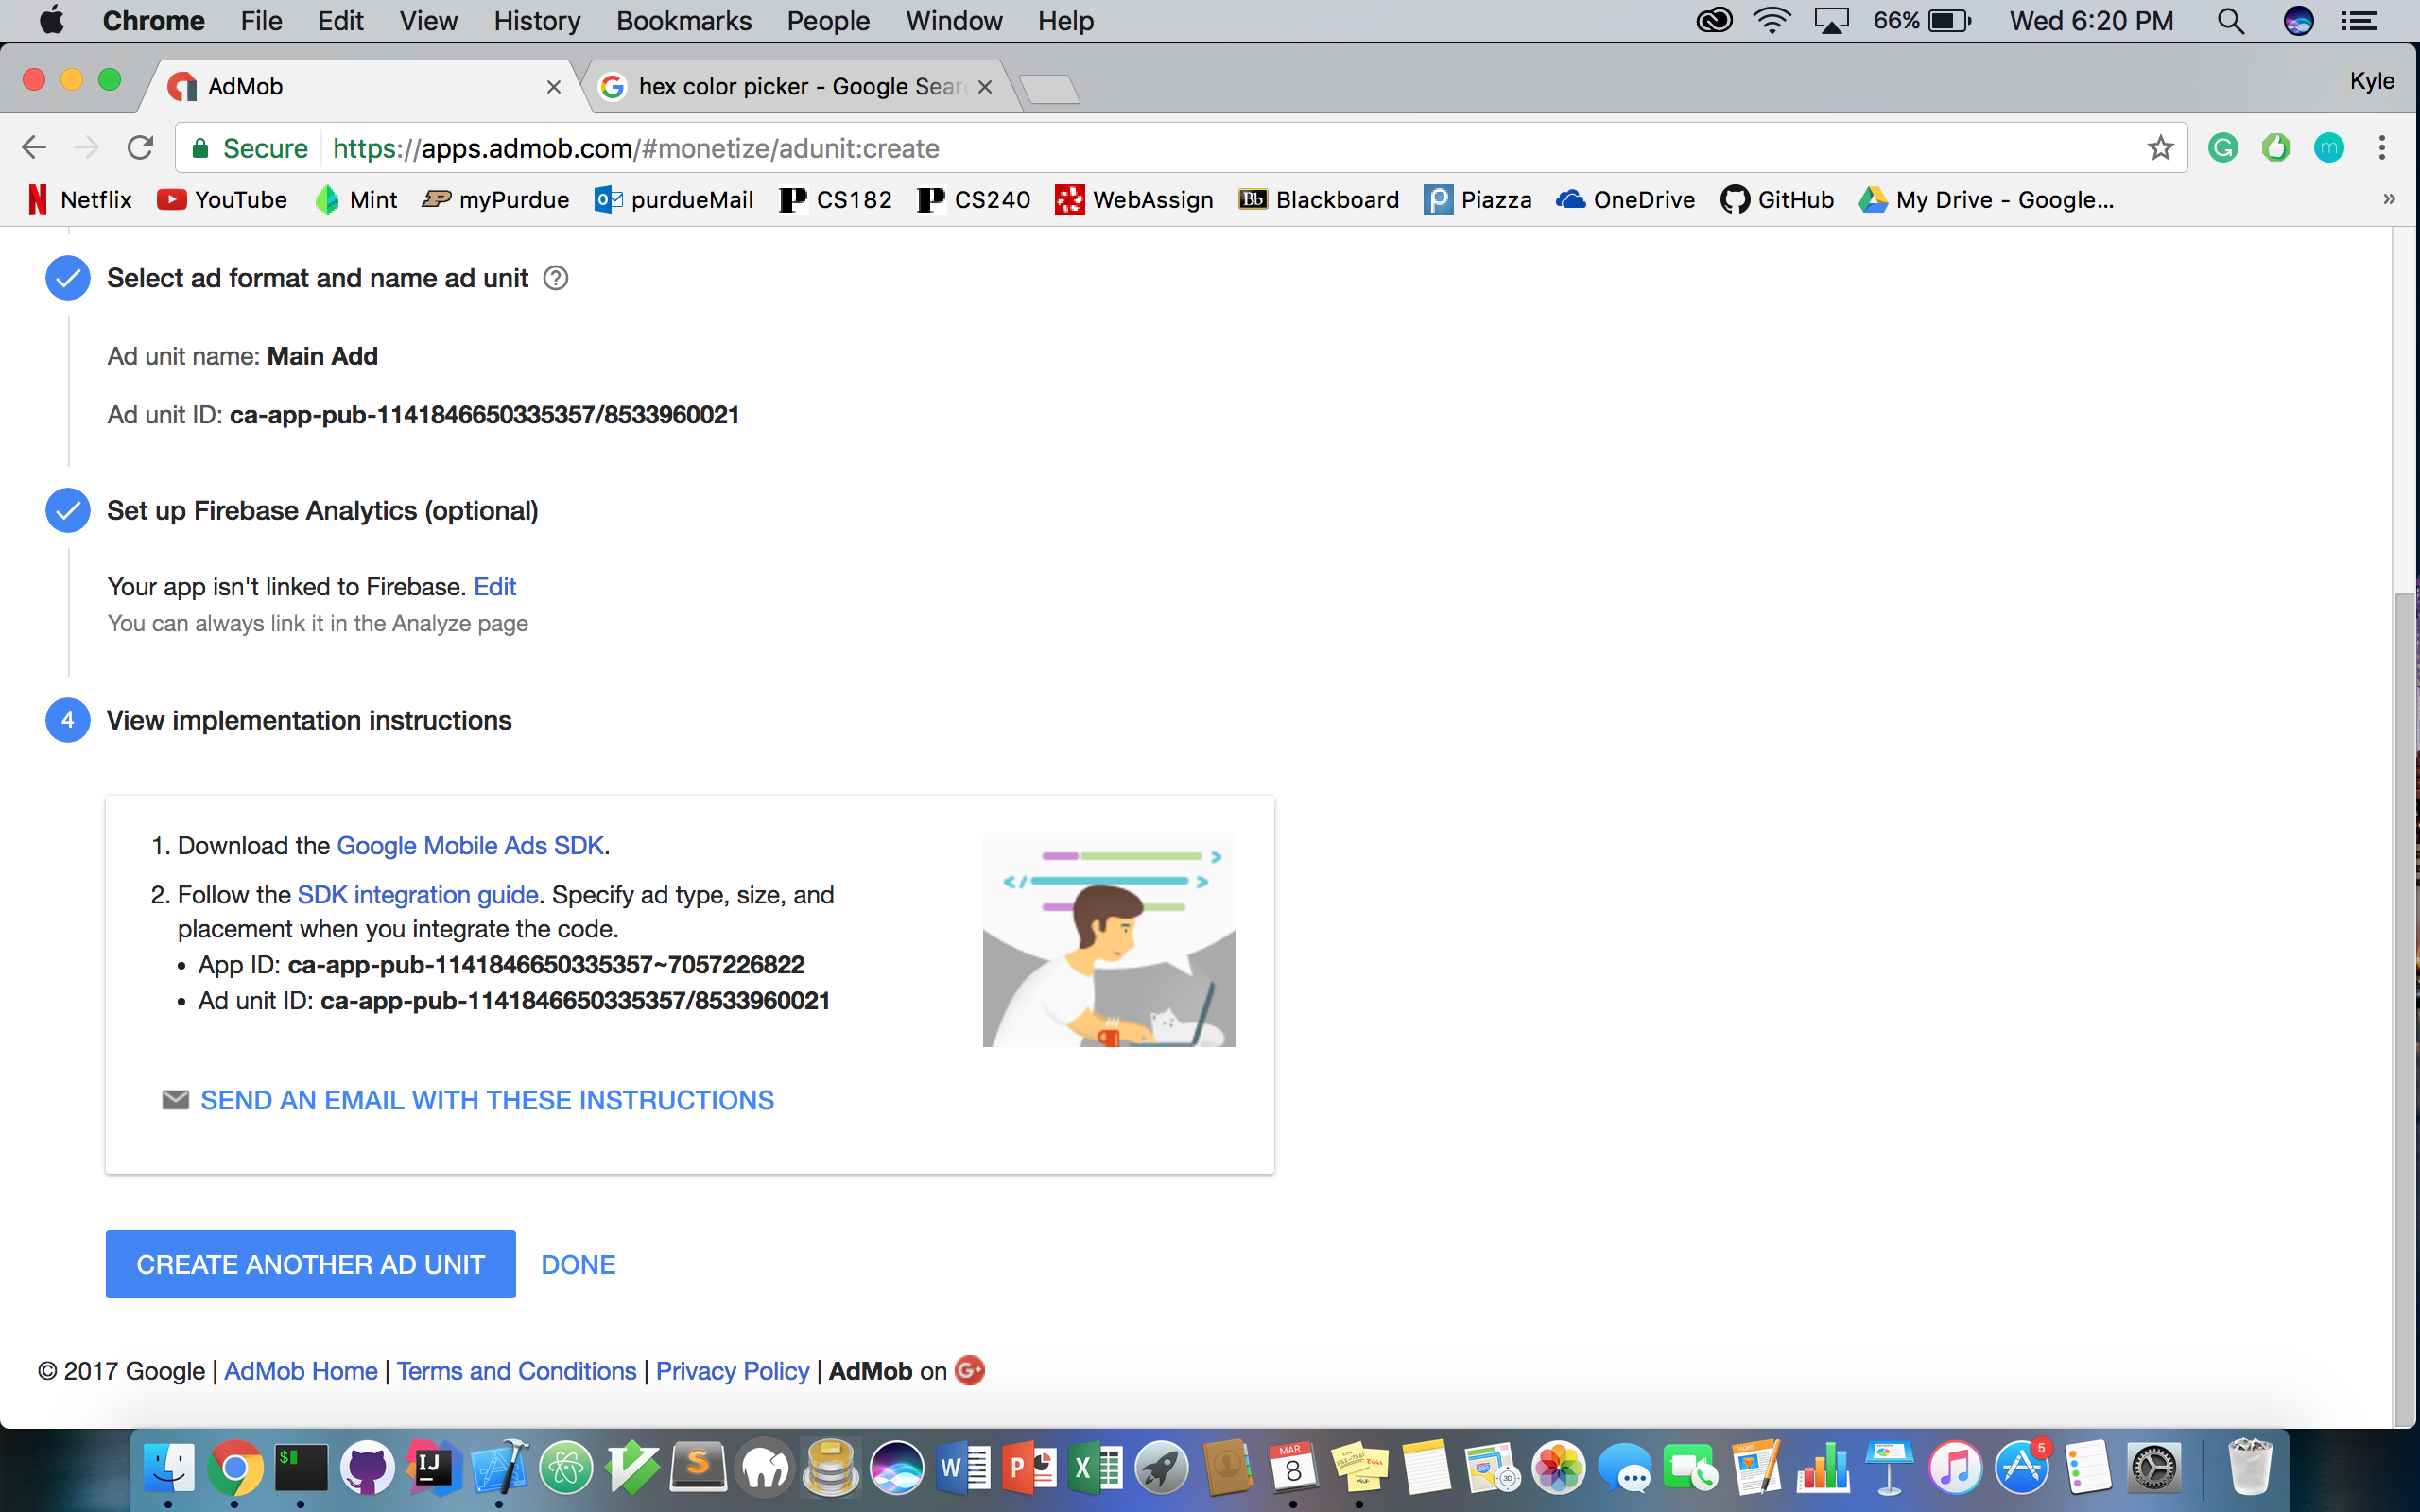 Chrome File Edit View History Bookmarks People Window Help 66% Wed 6:20 PM
AdMob hex color picker - Google Sear Kyle
Secure https://apps.admob.com/#monetize/adunit:create
Netflix YouTube Mint myPurdue purdueMail CS182 CS240 WebAssign Blackboard Piazza OneDrive GitHub My Drive - Google... »
Select ad format and name ad unit ?
Ad unit name: Main Add
Ad unit ID: ca-app-pub-1141846650335357/8533960021
Set up Firebase Analytics (optional)
Your app isn't linked to Firebase. Edit
You can always link it in the Analyze page
4 View implementation instructions
1. Download the Google Mobile Ads SDK.
2. Follow the SDK integration guide. Specify ad type, size, and
placement when you integrate the code.
• App ID: ca-app-pub-1141846650335357~7057226822
• Ad unit ID: ca-app-pub-1141846650335357/8533960021
SEND AN EMAIL WITH THESE INSTRUCTIONS
CREATE ANOTHER AD UNIT DONE
© 2017 Google | AdMob Home | Terms and Conditions | Privacy Policy | AdMob on G+